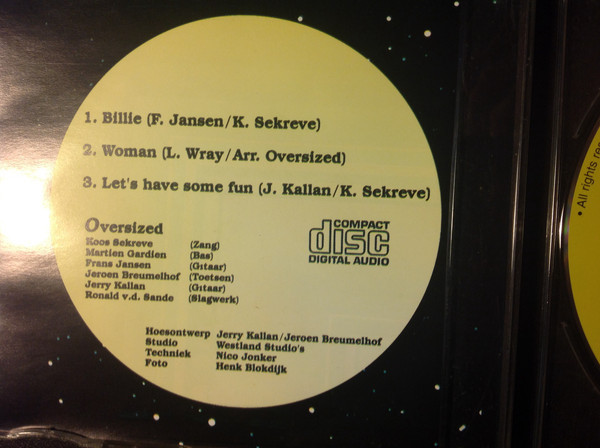 1. Billie (F. Jansen/K. Sekreve)
2. Woman (L. Wray/Arr. Oversized)
3. Let's have some fun (J. Kallan/K. Sekreve)
Oversized
Koos Sekreve (Zang)
Martien Gardien (Bas)
Frans Jansen (Gitaar)
Jeroen Breumelhof (Toetsen)
Jerry Kallan (Gitaar)
Ronald v.d. Sande (Slagwerk)
COMPACT
disc
DIGITAL AUDIO
Hoesontwerp Jerry Kallan/Jeroen Breumelhof
Studio Westland Studio's
Techniek Nico Jonker
Foto Henk Blokdijk
• All rights